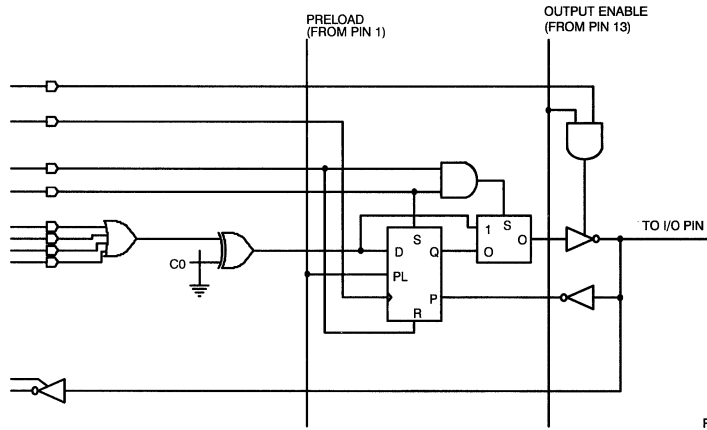 PRELOAD
(FROM PIN 1)
OUTPUT ENABLE
(FROM PIN 13)
S
1 S
O
O
TO I/O PIN
D
Q
PL
C0
P
R
F